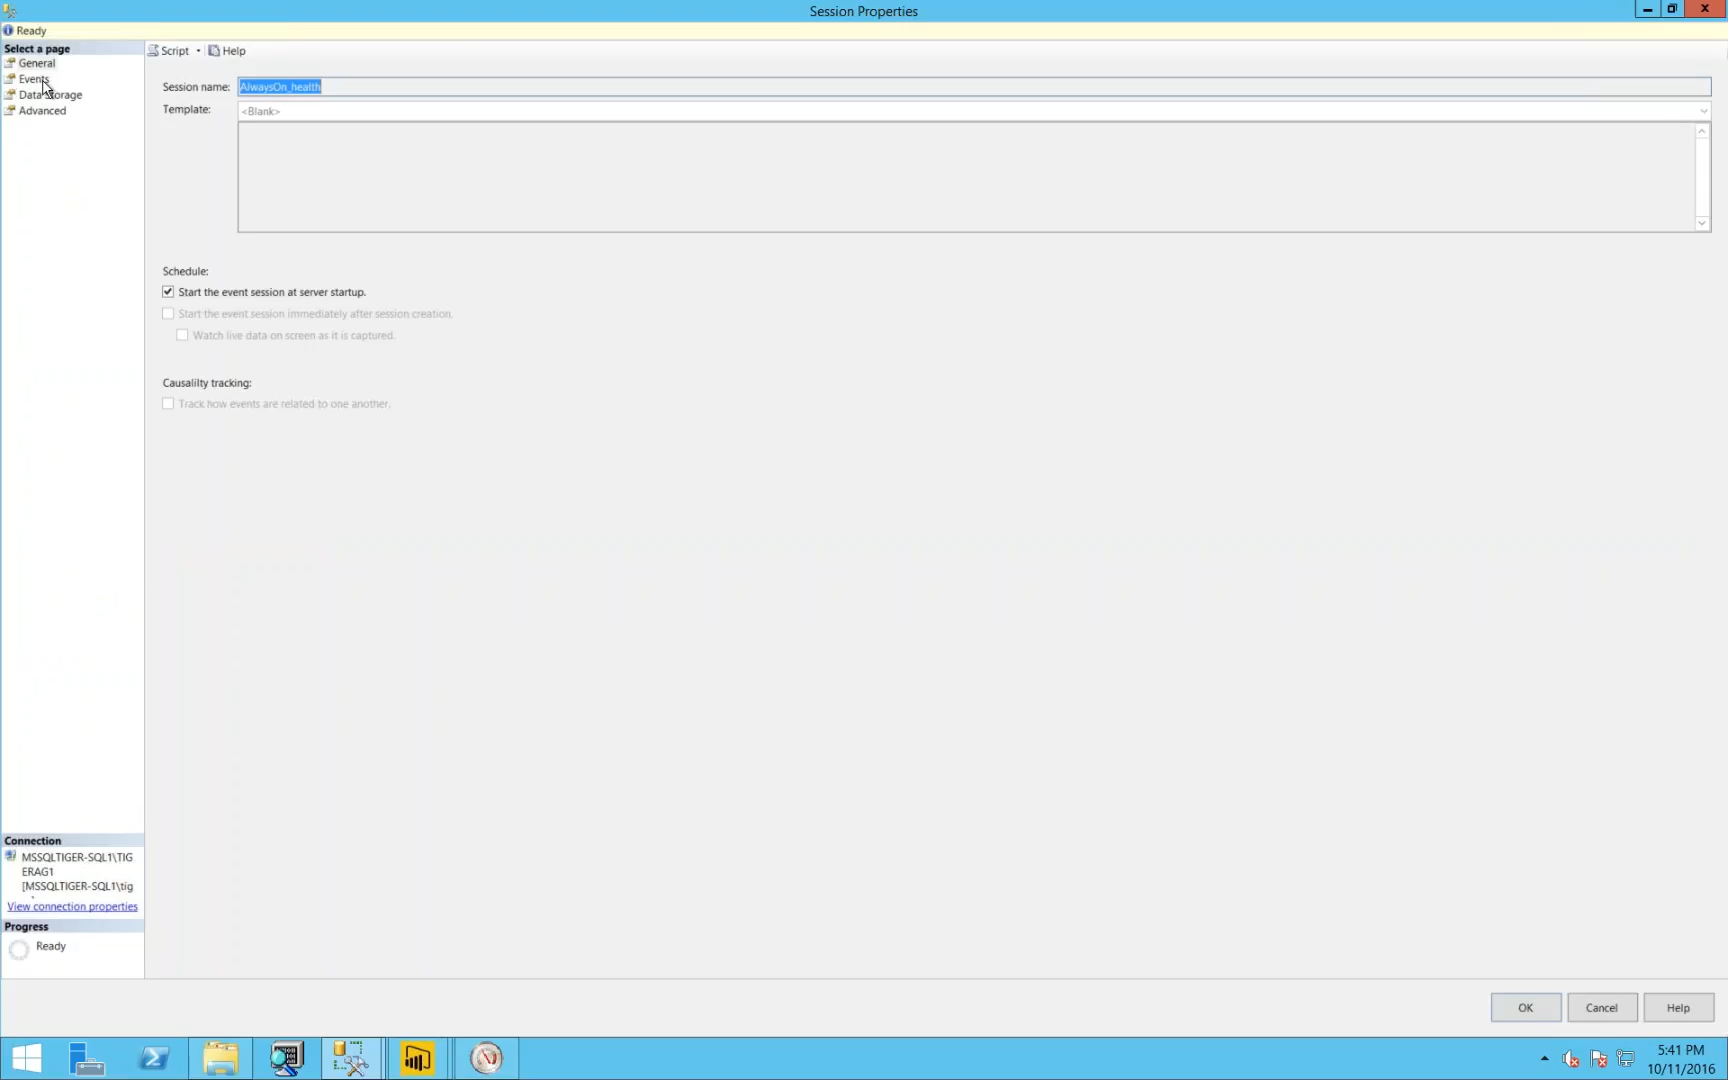 Session Properties
Ready
Select a page
General
Events
Data Storage
Advanced
Script
Help
Session name:
AlwaysOn_health
Template:
<Blank>
Schedule:
Start the event session at server startup.
Start the event session immediately after session creation.
Watch live data on screen as it is captured.
Causalilty tracking:
Track how events are related to one another.
Connection
MSSQLTIGER-SQL1\TIG
ERAG1
[MSSQLTIGER-SQL1\tig
View connection properties
Progress
Ready
OK
Cancel
Help
5:41 PM
10/11/2016